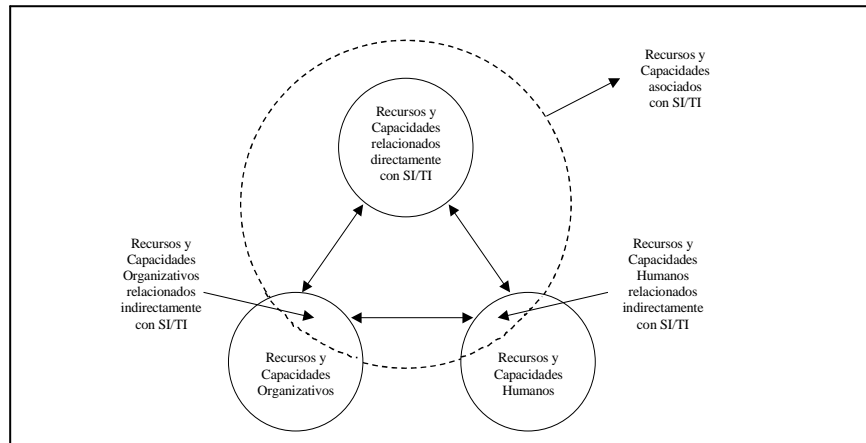 Recursos y
Capacidades
asociados
con SI/TI
Recursos y
Capacidades
relacionados
directamente
con SI/TI
Recursos y
Capacidades
Organizativos
relacionados
indirectamente
con SI/TI
Recursos y
Capacidades
Humanos
relacionados
indirectamente
con SI/TI
Recursos y
Capacidades
Organizativos
Recursos y
Capacidades
Humanos